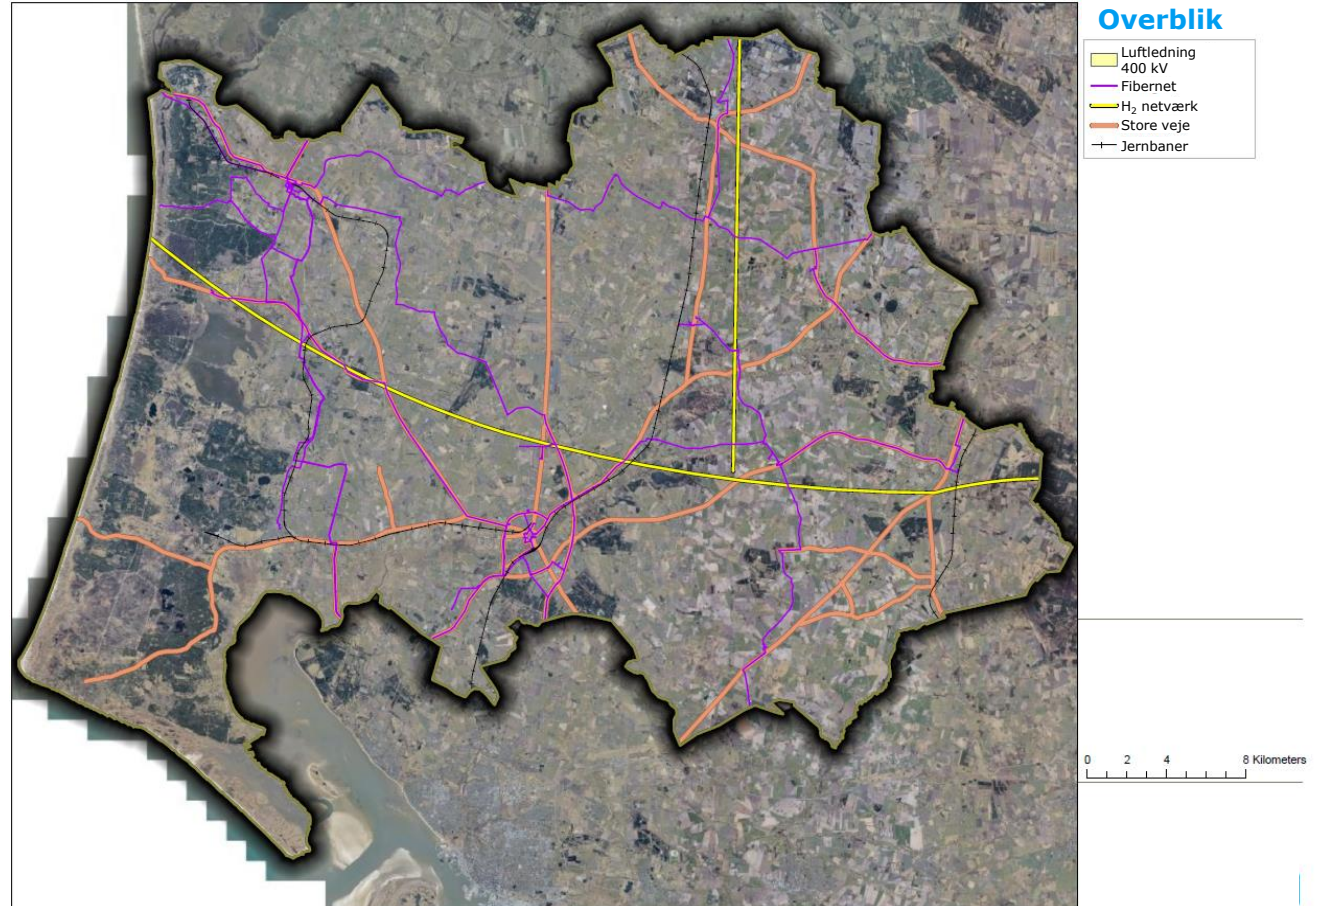 Overblik
Luftledning
400 kV
Fibernet
H₂ netværk
Store veje
Jernbaner
0 2 4 8 Kilometers